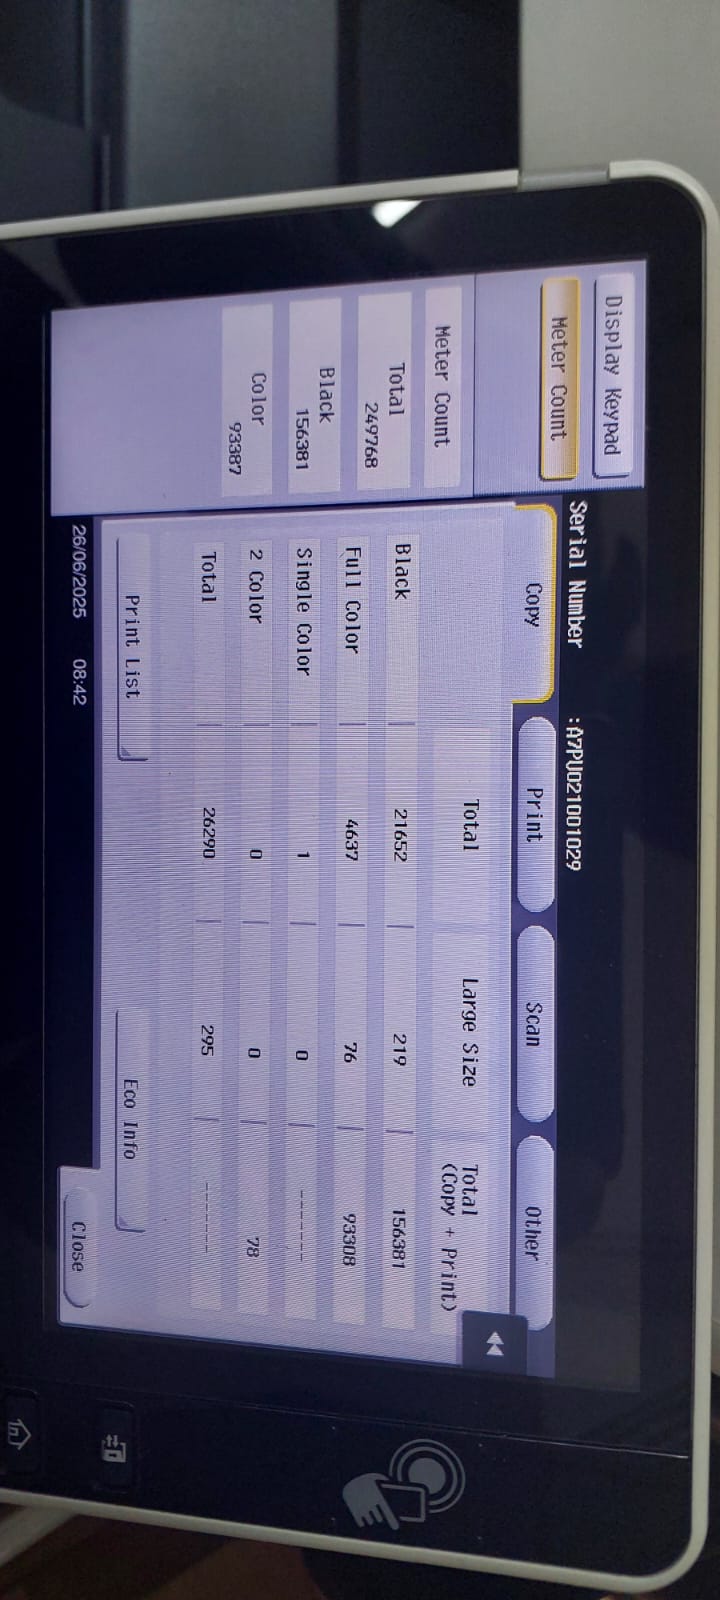 Display Keypad
Meter Count
Serial Number :A7PU021001029
Meter Count
Total
249768
Black
156381
Color
93387
Copy Print Scan Other
Total Large Size Total (Copy + Print)
Black 21652 219 156381
Full Color 4637 76 93308
Single Color 1 0 -------
2 Color 0 0 78
Total 26290 295 -------
Print List Eco Info
26/06/2025 08:42
Close